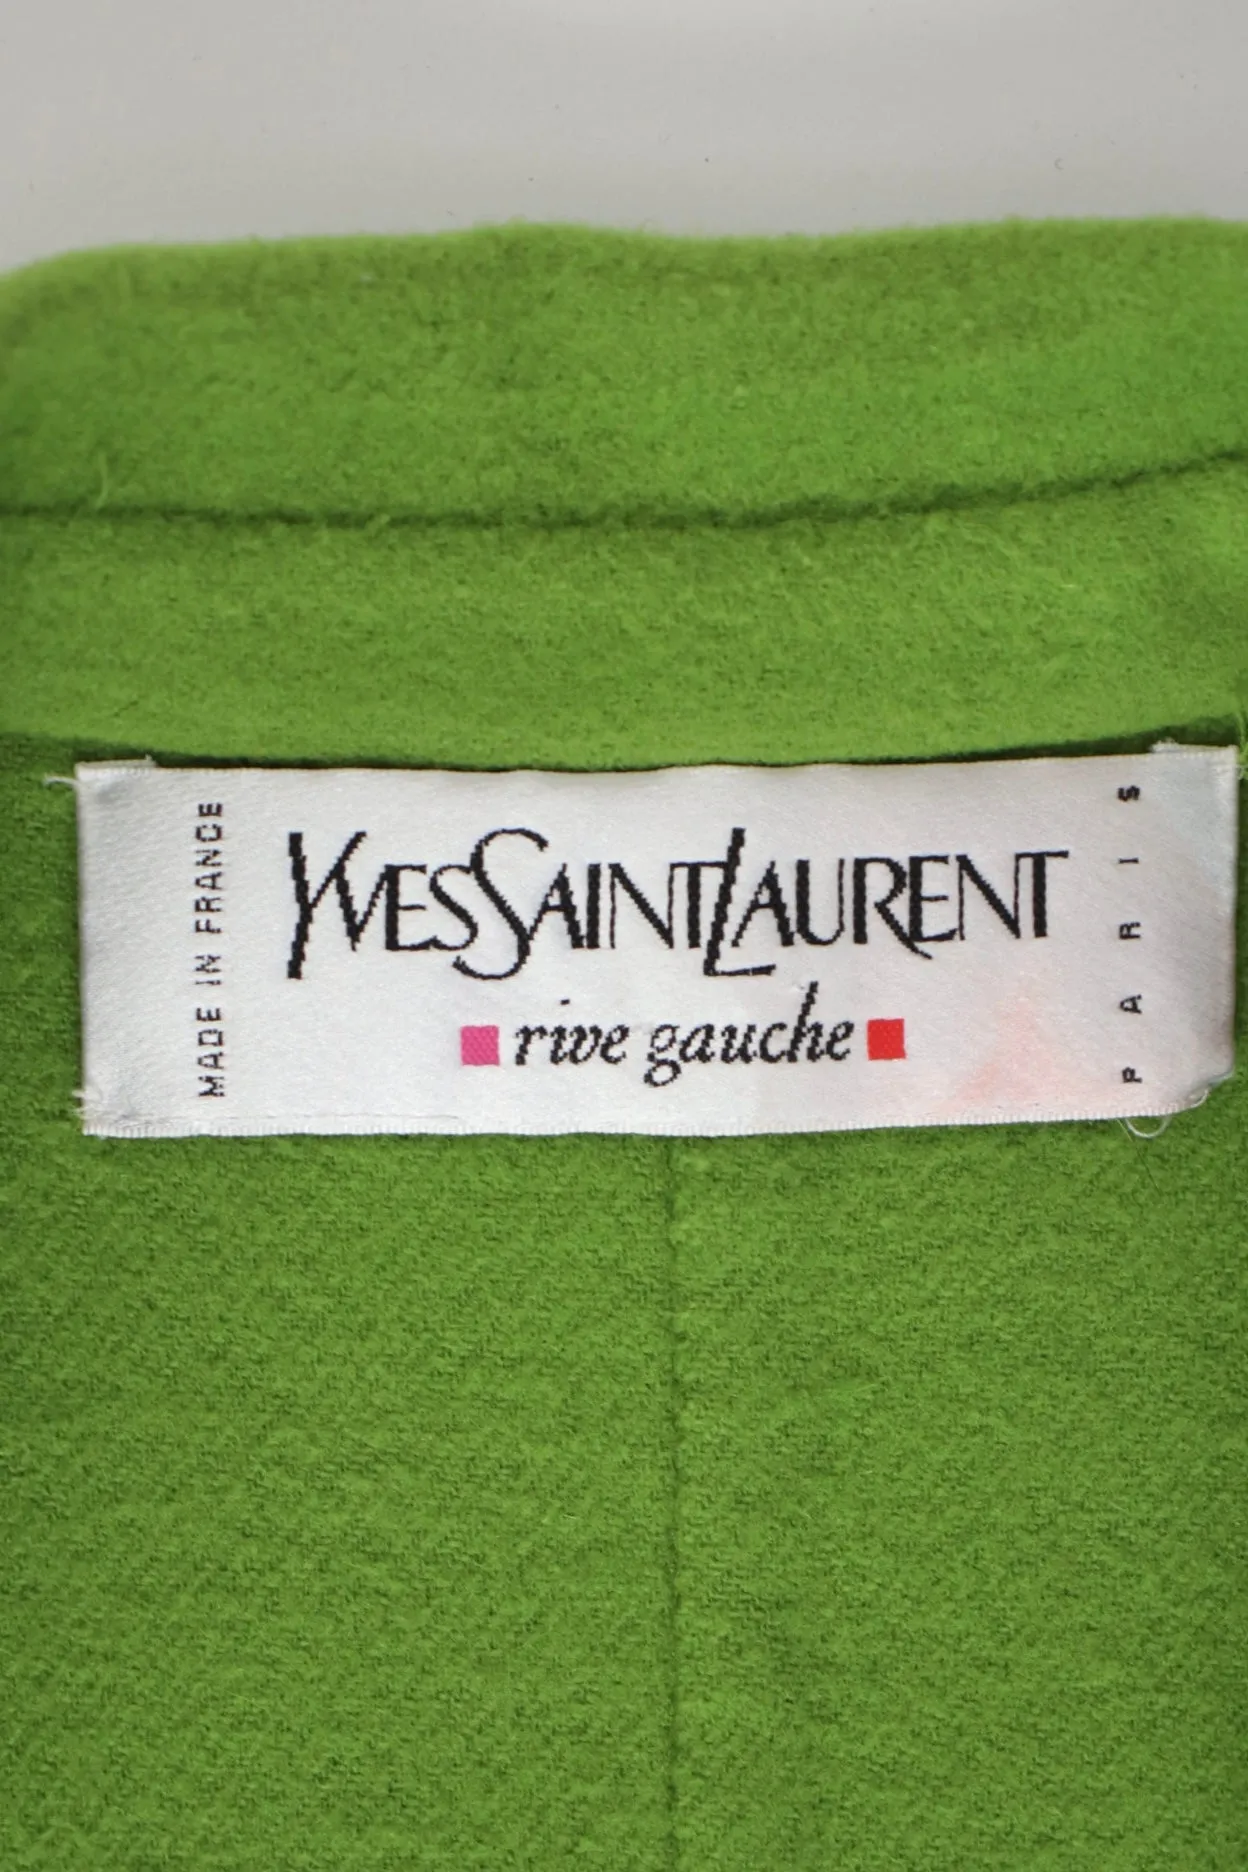 MADE IN FRANCE
YVES SAINT LAURENT
rive gauche
PARIS